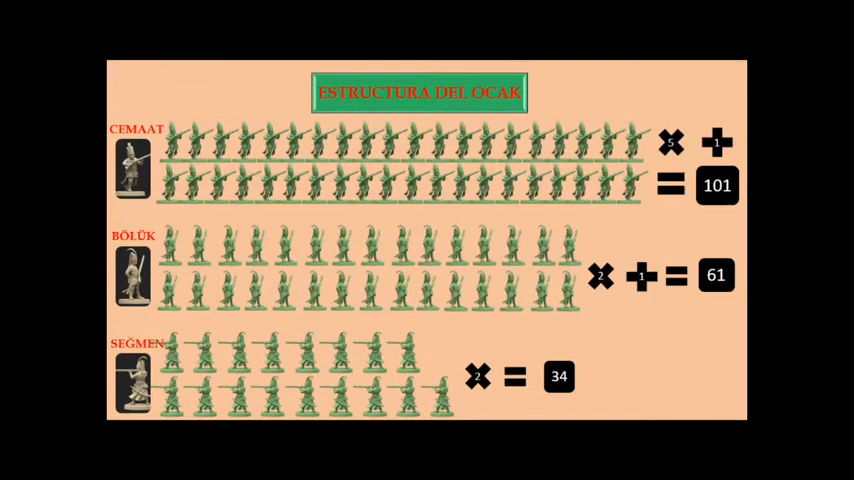 ESTRUCTURA DEL OCAK
CEMAAT
5 1
101
BÖLÜK
2 1 61
SEĞMEN
2 34